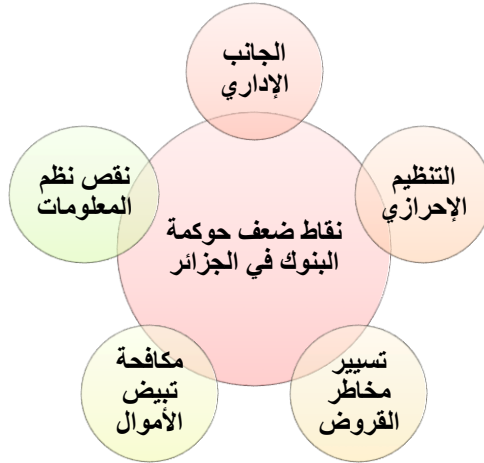 الجانب
الإداري
التنظيم
الإحرازي
نقص نظم
المعلومات
نقاط ضعف حوكمة
البنوك في الجزائر
تسيير
مخاطر
القروض
مكافحة
تبيض
الأموال